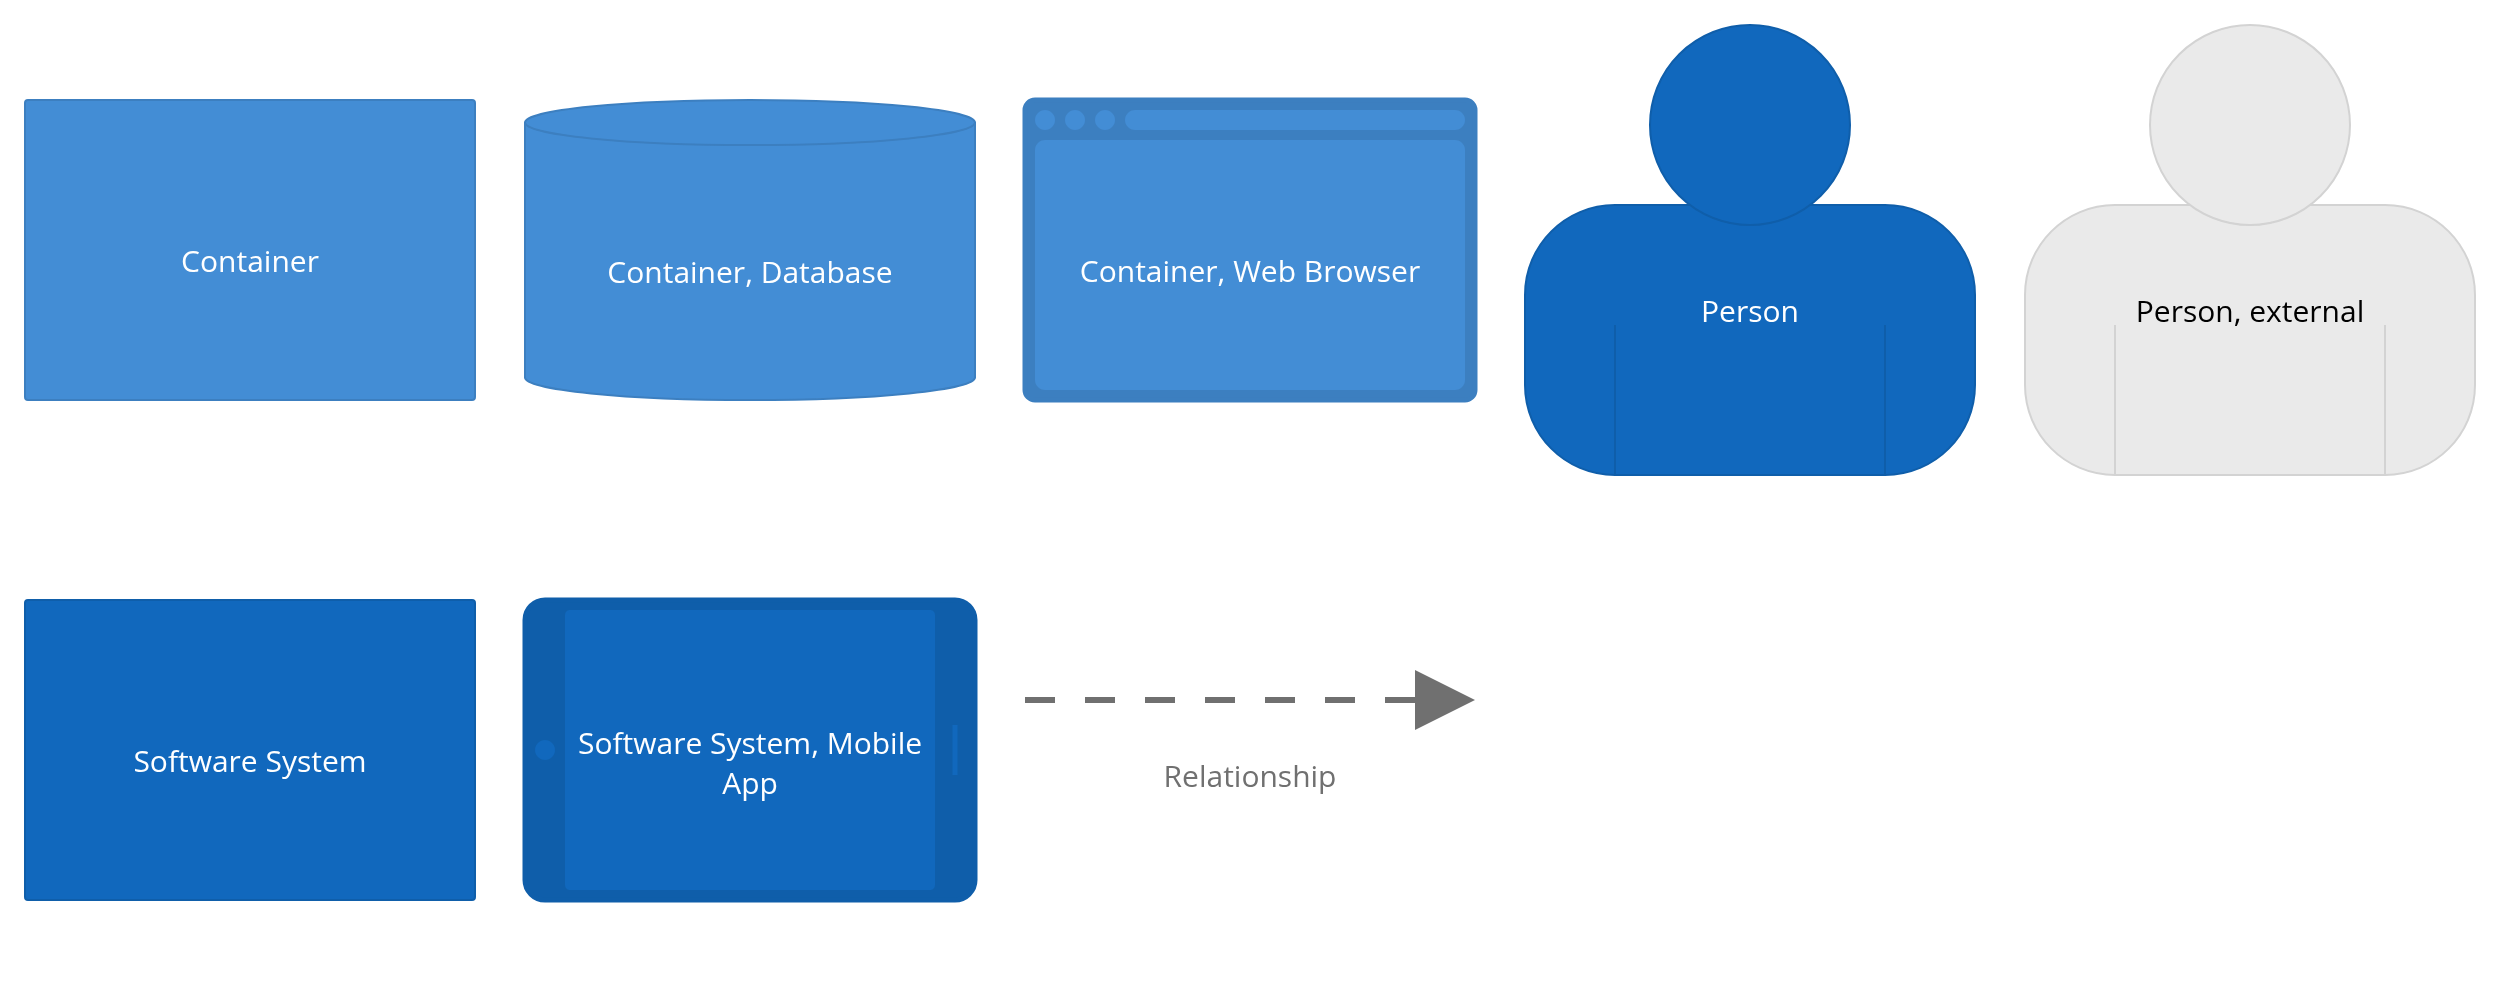 Container
Container, Database
Container, Web Browser
Person
Person, external
Software System
Software System, Mobile
App
Relationship